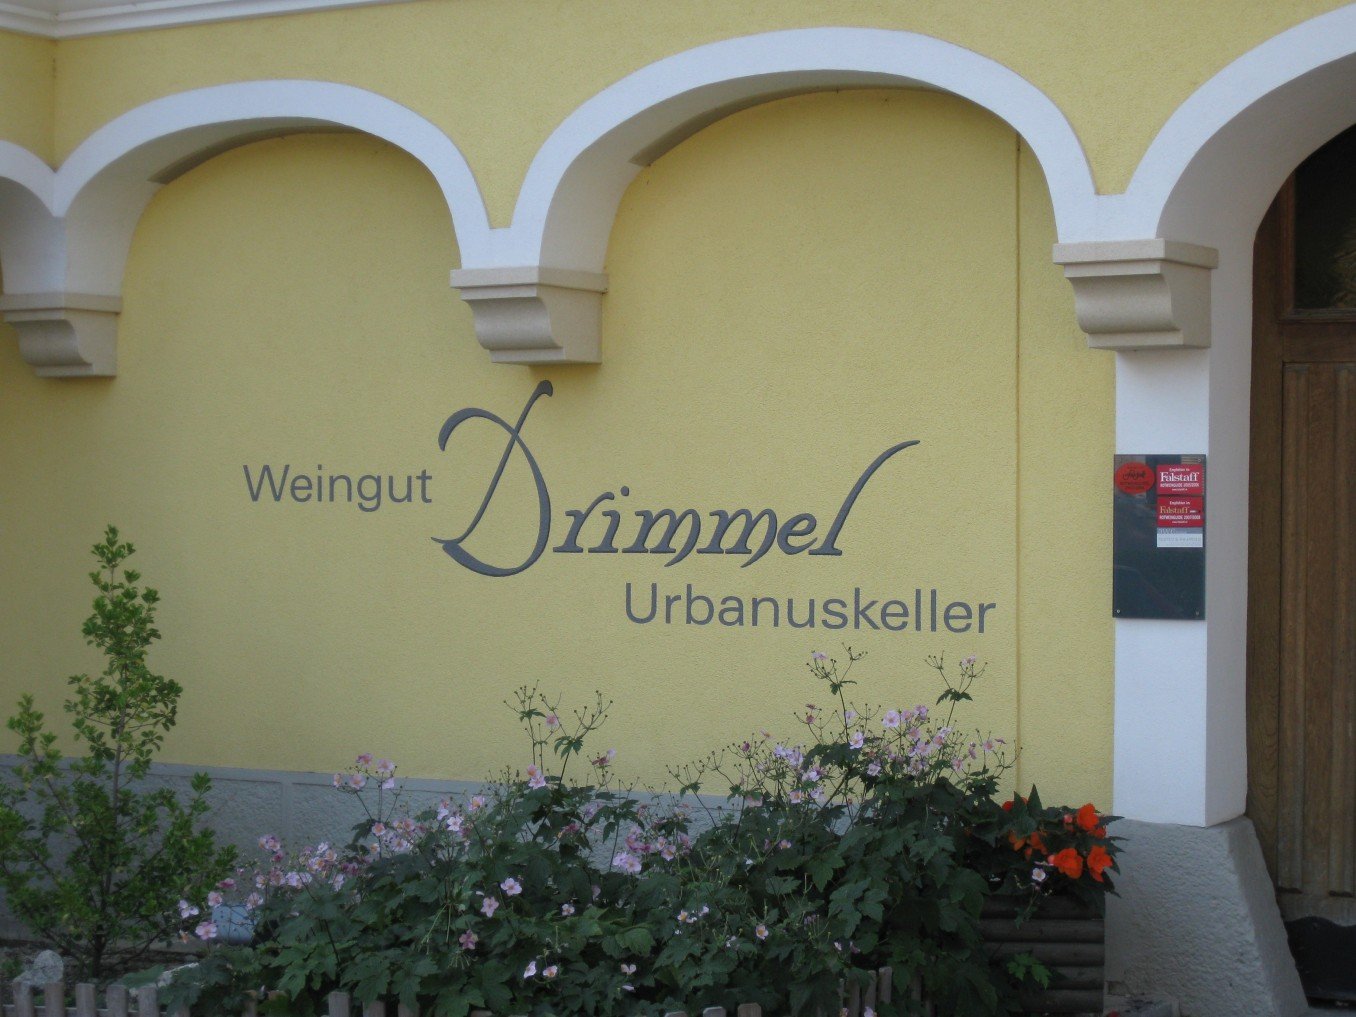 Weingut Drimmel
Urbanuskeller
Falstaff
Falstaff